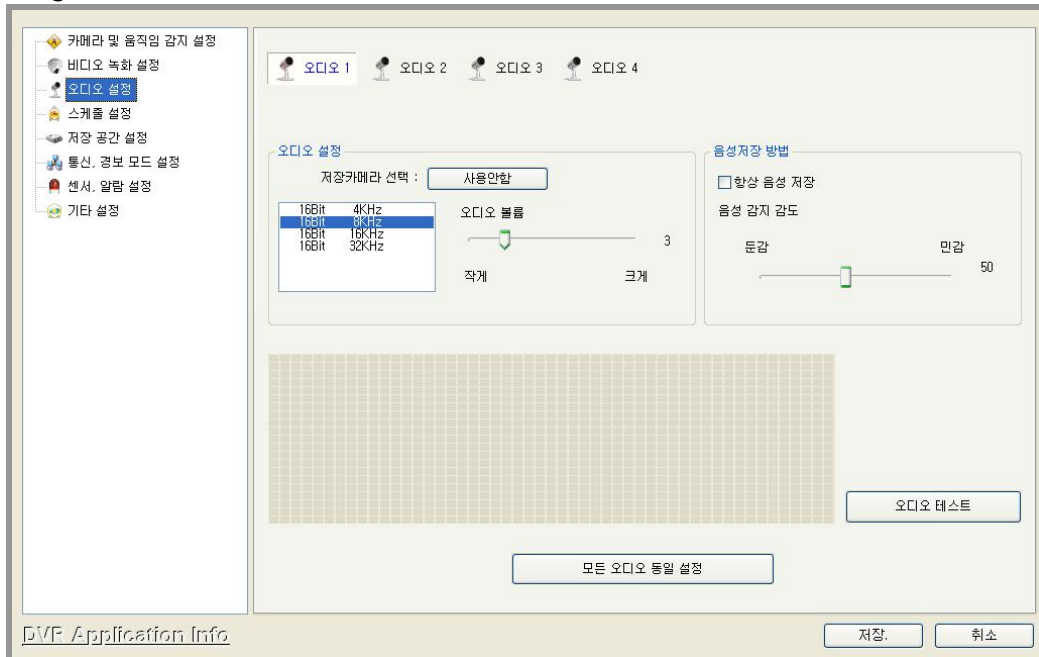 카메라 및 움직임 감지 설정
비디오 녹화 설정
오디오 설정
스케줄 설정
저장 공간 설정
통신, 경보 모드 설정
센서, 알람 설정
기타 설정
오디오 1 오디오 2 오디오 3 오디오 4
오디오 설정
저장카메라 선택 : 사용안함
16Bit 4KHz
16Bit 8KHz
16Bit 16KHz
16Bit 32KHz
오디오 볼륨
3
작게 크게
음성저장 방법
항상 음성 저장
음성 감지 감도
둔감 민감
50
오디오 테스트
모든 오디오 동일 설정
DVR Application Info
저장. 취소